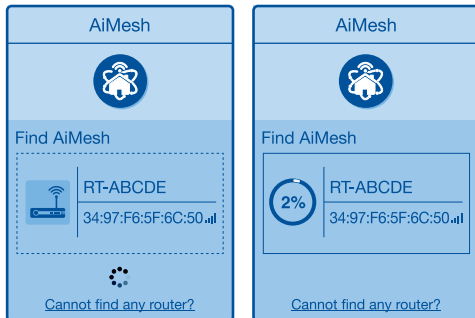 AiMesh
Find AiMesh
RT-ABCDE
34:97:F6:5F:6C:50
Cannot find any router?
AiMesh
Find AiMesh
2%
RT-ABCDE
34:97:F6:5F:6C:50
Cannot find any router?